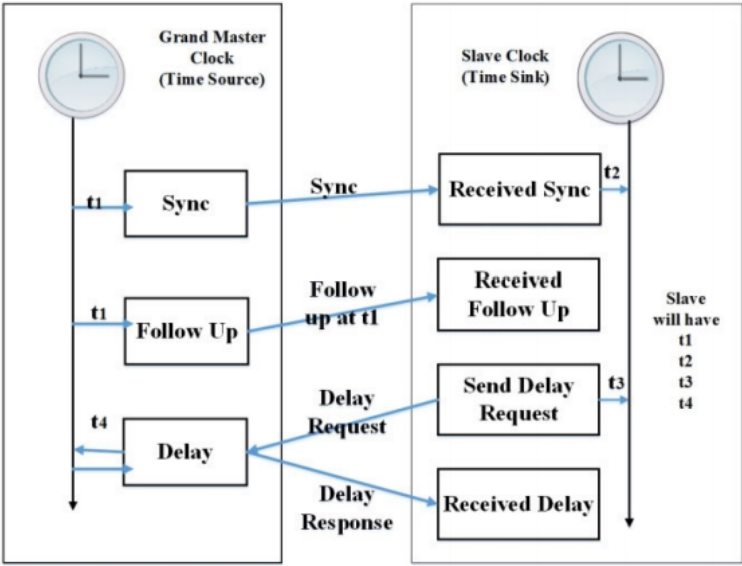 Grand Master
Clock
(Time Source)
Slave Clock
(Time Sink)
t1
Sync
Sync
Received Sync
t2
t1
Follow Up
Follow
up at t1
Received
Follow Up
Slave
will have
t1
t2
t3
t4
Send Delay
Request
t3
Delay
Request
t4
Delay
Delay
Response
Received Delay